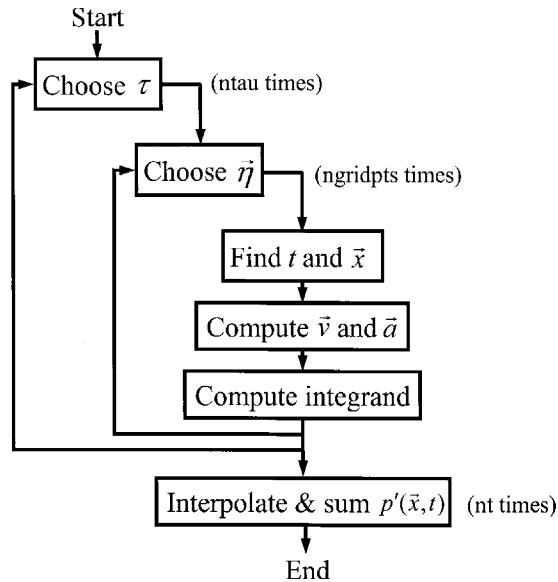 Start
Choose τ
(ntau times)
Choose η⃗
(ngridpts times)
Find t and x⃗
Compute v⃗ and a⃗
Compute integrand
Interpolate & sum p′(x⃗,t)
(nt times)
End